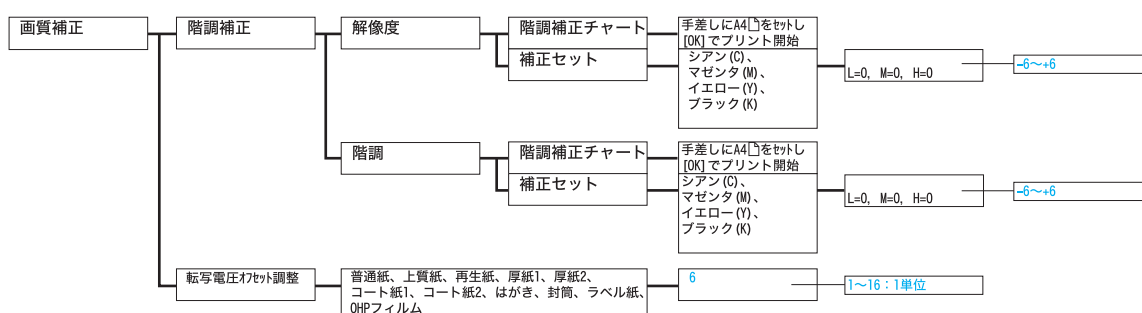 画質補正
階調補正
解像度
階調補正チャート
手差しにA4をセットし
[OK]でプリント開始
補正セット
シアン(C)、
マゼンタ(M)、
イエロー(Y)、
ブラック(K)
L=0, M=0, H=0
-6~+6
階調
階調補正チャート
手差しにA4をセットし
[OK]でプリント開始
補正セット
シアン(C)、
マゼンタ(M)、
イエロー(Y)、
ブラック(K)
L=0, M=0, H=0
-6~+6
転写電圧オフセット調整
普通紙、上質紙、再生紙、厚紙1、厚紙2、
コート紙1、コート紙2、はがき、封筒、ラベル紙、
OHPフィルム
6
1~16:1単位